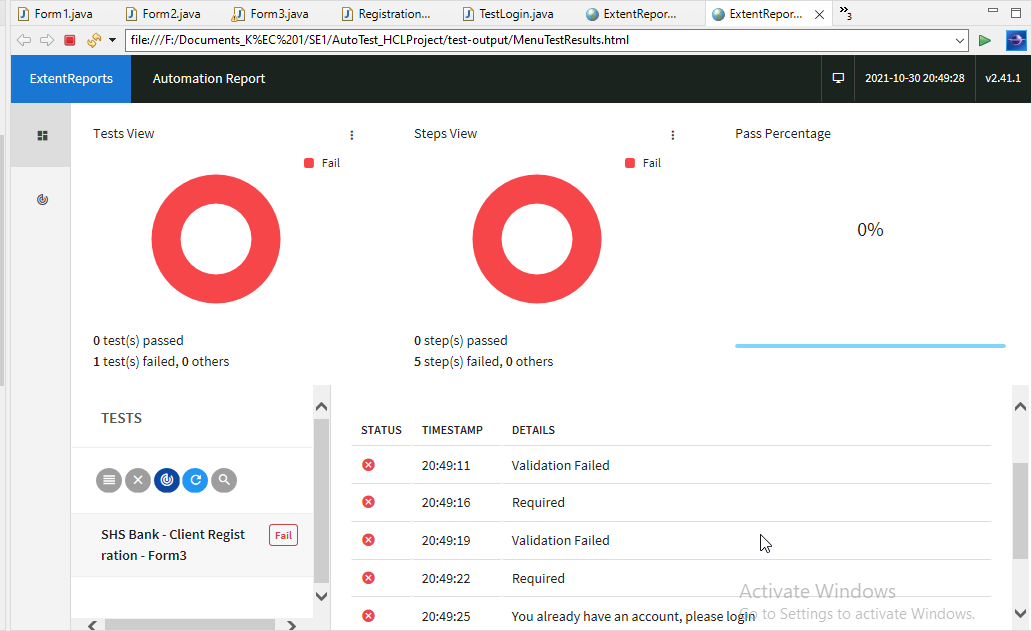 Form1.java Form2.java Form3.java Registration... TestLogin.java ExtentRepor... ExtentRepor... »3
file:///F:/Documents_K%EC%201/SE1/AutoTest_HCLProject/test-output/MenuTestResults.html
ExtentReports Automation Report 2021-10-30 20:49:28 v2.41.1
Tests View Steps View Pass Percentage
Fail Fail
0%
0 test(s) passed 0 step(s) passed
1 test(s) failed, 0 others 5 step(s) failed, 0 others
TESTS
SHS Bank - Client Regist
ration - Form3
Fail
STATUS TIMESTAMP DETAILS
20:49:11 Validation Failed
20:49:16 Required
20:49:19 Validation Failed
20:49:22 Required
20:49:25 You already have an account, please login
Activate Windows
Go to Settings to activate Windows.